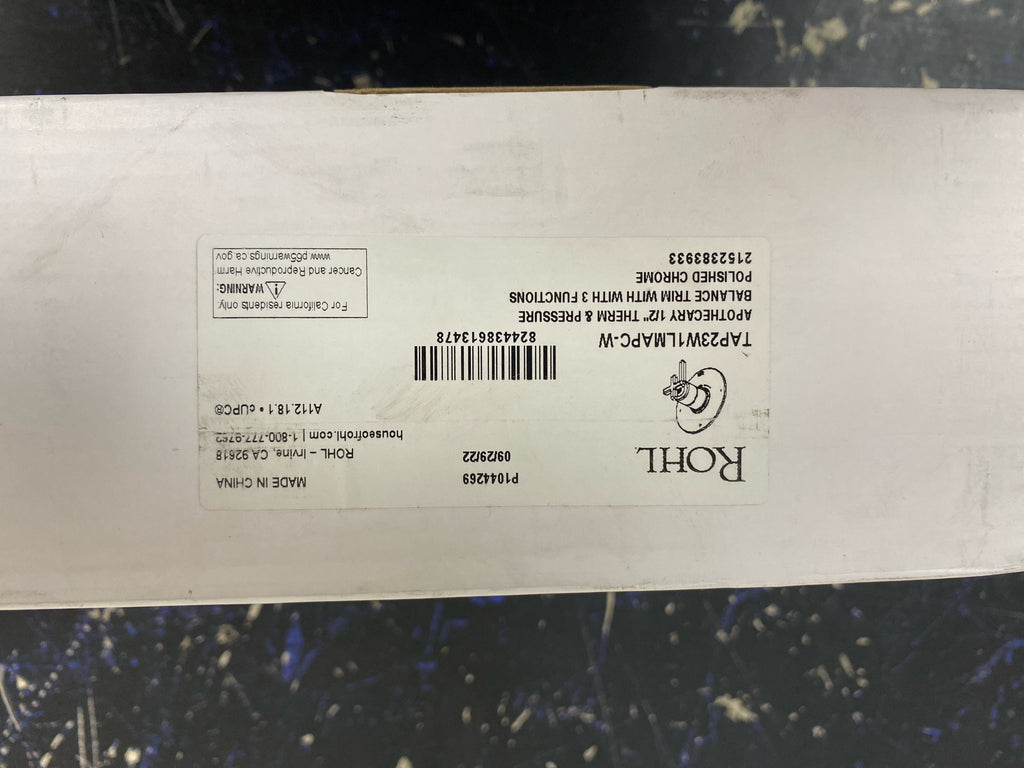 ROHL
P1044269
09/29/22
MADE IN CHINA
ROHL – Irvine, CA 92618
houseofrohl.com | 1-800-777-9762
A112.18.1 • cUPC®
824438613478
TAP23W1LMAPC-W
APOTHECARY 1/2" THERM & PRESSURE
BALANCE TRIM WITH 3 FUNCTIONS
POLISHED CHROME
2152383933
For California residents only
WARNING:
Cancer and Reproductive Harm
www.p65warnings.ca.gov